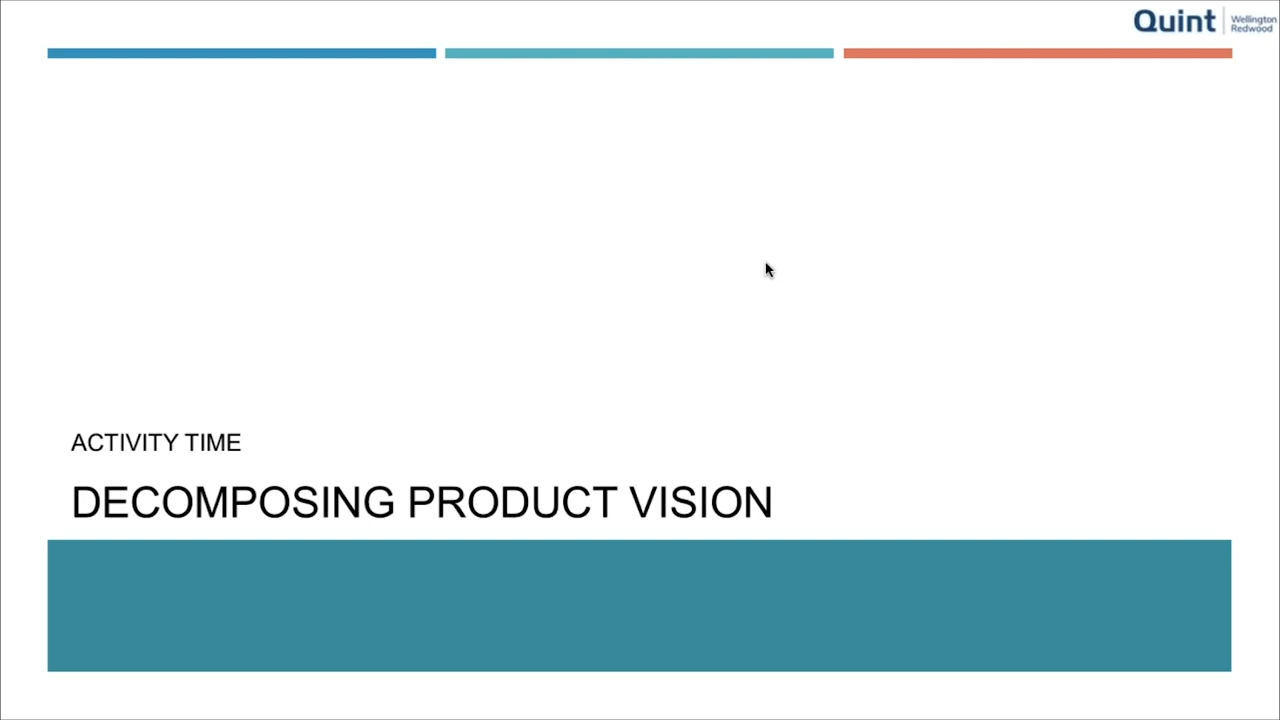 Quint
Wellington
Redwood
ACTIVITY TIME
DECOMPOSING PRODUCT VISION